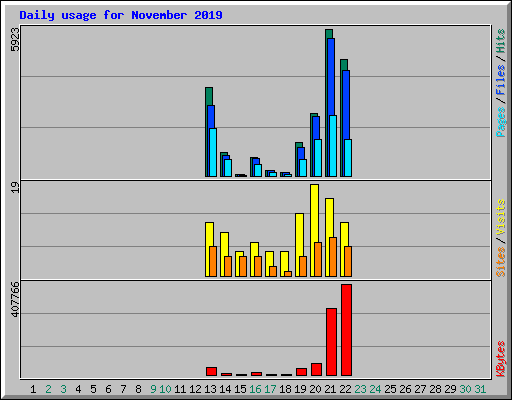 Daily usage for November 2019
5923
Pages / Files / Hits
19
Sites / Visits
407766
KBytes
1 2 3 4 5 6 7 8 9 10 11 12 13 14 15 16 17 18 19 20 21 22 23 24 25 26 27 28 29 30 31